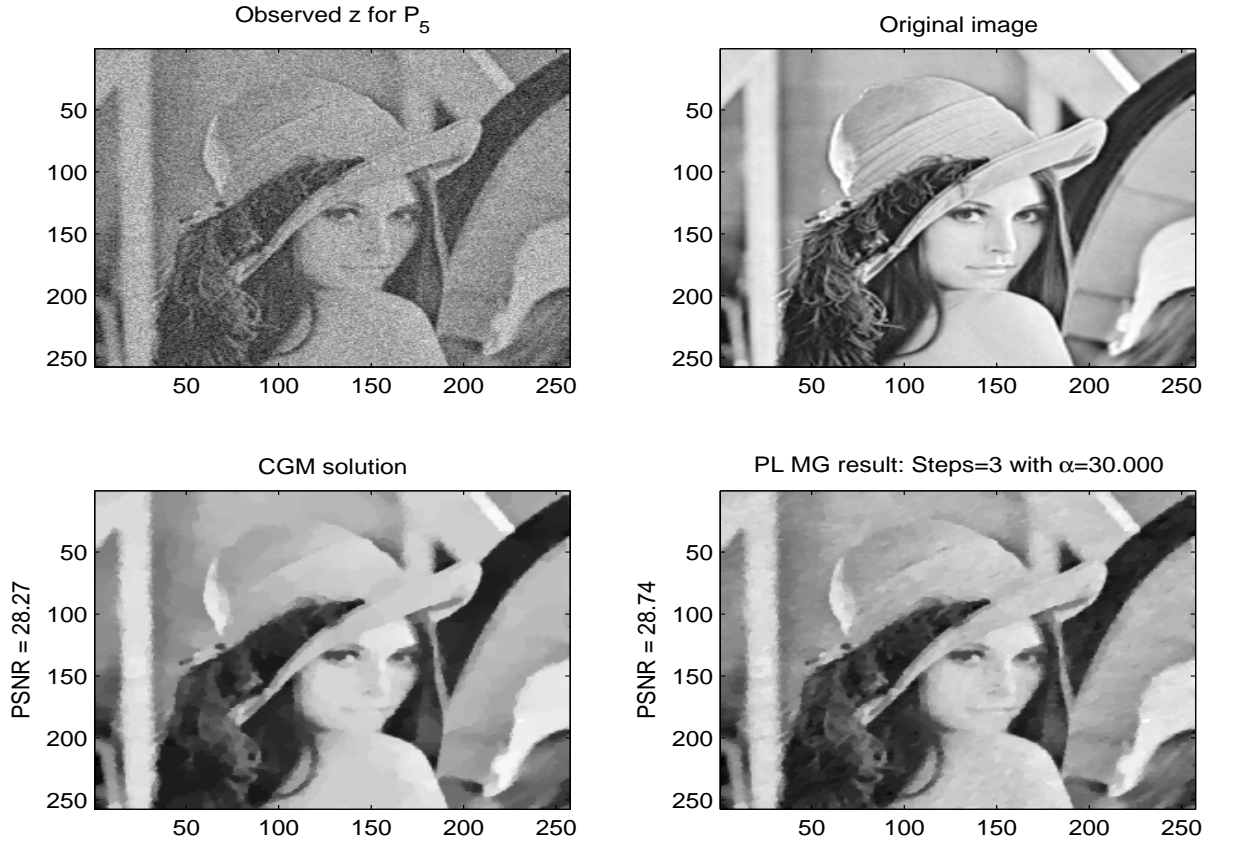 Observed z for P5
50
100
150
200
250
50 100 150 200 250
Original image
50
100
150
200
250
50 100 150 200 250
CGM solution
PSNR = 28.27
50
100
150
200
250
50 100 150 200 250
PL MG result: Steps=3 with α=30.000
PSNR = 28.74
50
100
150
200
250
50 100 150 200 250